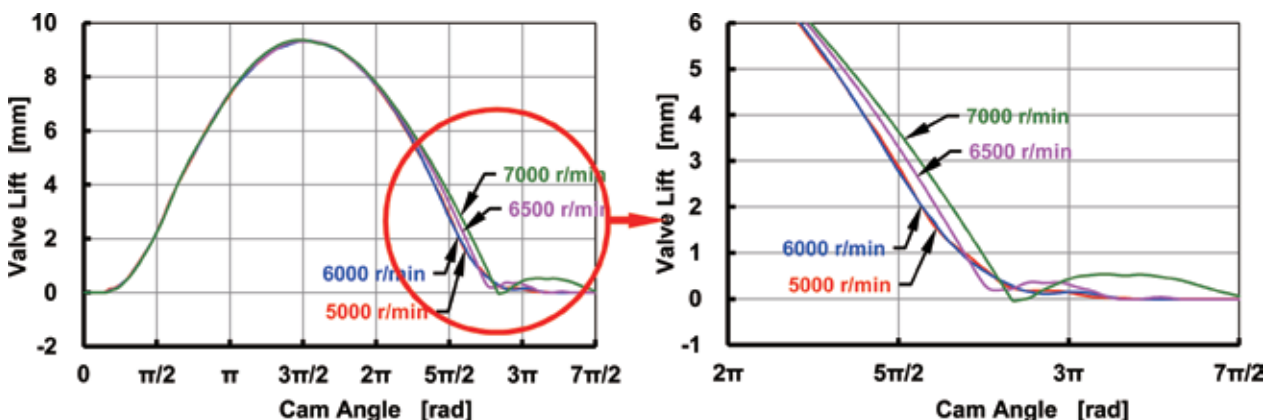 10
8
6
4
2
0
-2
Valve Lift [mm]
7000 r/min
6500 r/min
6000 r/min
5000 r/min
0 π/2 π 3π/2 2π 5π/2 3π 7π/2
Cam Angle [rad]
6
5
4
3
2
1
0
-1
Valve Lift [mm]
7000 r/min
6500 r/min
6000 r/min
5000 r/min
2π 5π/2 3π 7π/2
Cam Angle [rad]